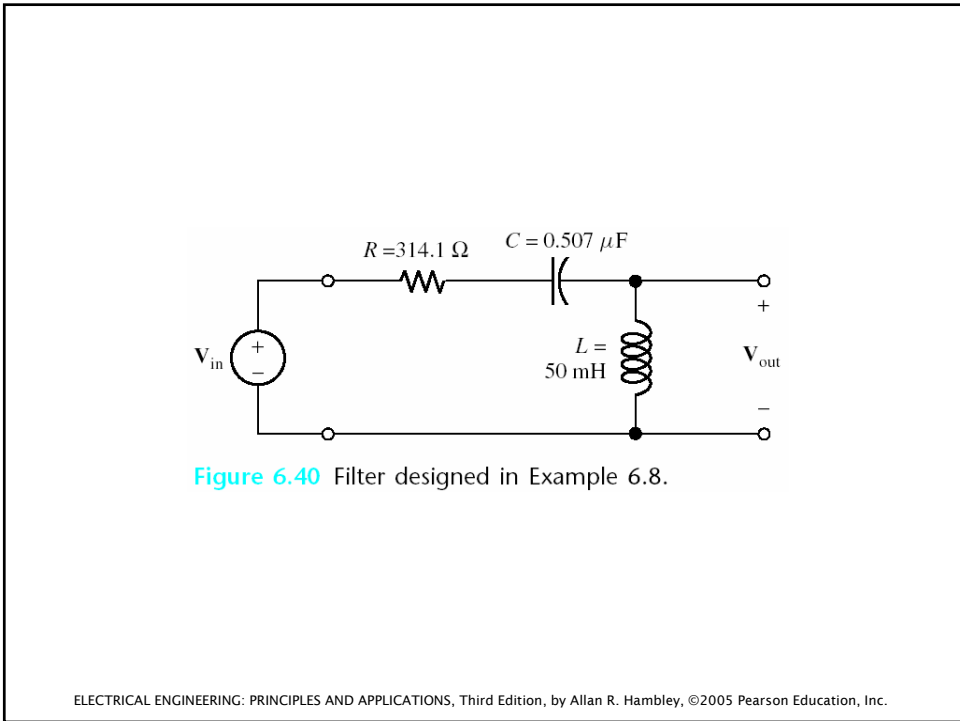 R =314.1 Ω
C = 0.507 μF
+
V_in
+
−
L =
50 mH
V_out
−
Figure 6.40 Filter designed in Example 6.8.
ELECTRICAL ENGINEERING: PRINCIPLES AND APPLICATIONS, Third Edition, by Allan R. Hambley, ©2005 Pearson Education, Inc.